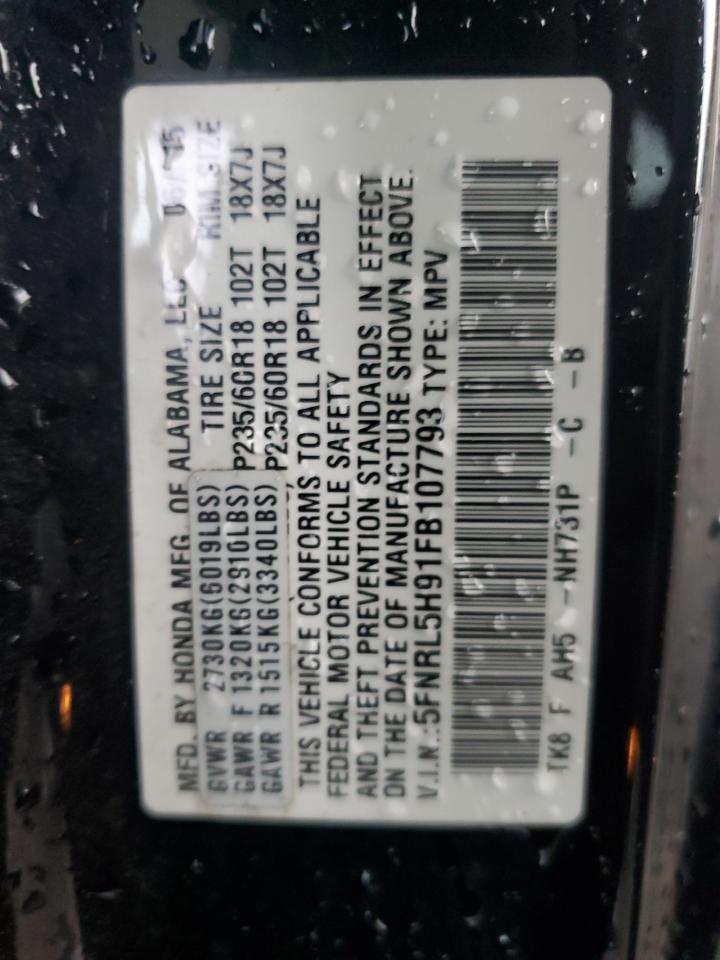 MFD. BY HONDA MFG. OF ALABAMA, LLC
GVWR 2730KG(6019LBS) TIRE SIZE RIM SIZE
GAWR F 1320KG(2910LBS) P235/60R18 102T 18X7J
GAWR R 1515KG(3340LBS) P235/60R18 102T 18X7J
THIS VEHICLE CONFORMS TO ALL APPLICABLE
FEDERAL MOTOR VEHICLE SAFETY
AND THEFT PREVENTION STANDARDS IN EFFECT
ON THE DATE OF MANUFACTURE SHOWN ABOVE.
V.I.N.:5FNRL5H91FB107793 TYPE: MPV
TK8 F AH5 -NH731P -C -B